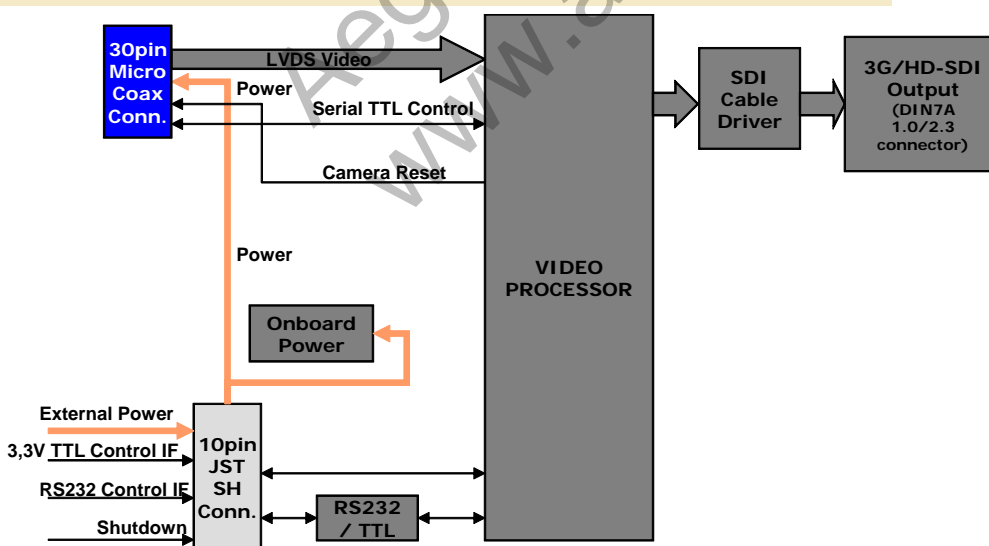 30pin
Micro
Coax
Conn.
LVDS Video
Power
Serial TTL Control
Camera Reset
Power
VIDEO
PROCESSOR
SDI
Cable
Driver
3G/HD-SDI
Output
(DIN7A
1.0/2.3
connector)
Onboard
Power
External Power
3,3V TTL Control IF
RS232 Control IF
Shutdown
10pin
JST
SH
Conn.
RS232
/ TTL